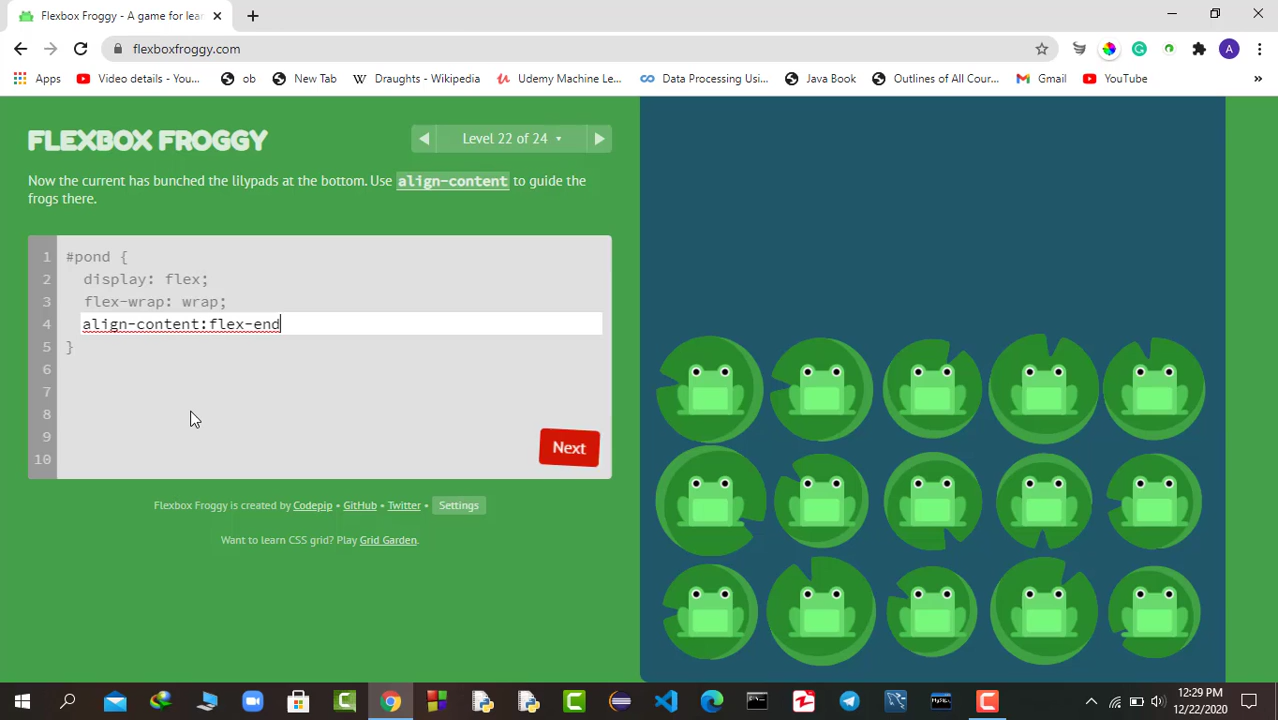 Flexbox Froggy - A game for lea
flexboxfroggy.com
A
Apps
Video details - You...
ob
New Tab
Draughts - Wikipedia
Udemy Machine Le...
Data Processing Usin...
Java Book
Outlines of All Cour...
Gmail
YouTube
»
FLEXBOX FROGGY
Level 22 of 24
Now the current has bunched the lilypads at the bottom. Use align-content to guide the
frogs there.
1 #pond {
2 display: flex;
3 flex-wrap: wrap;
4 align-content:flex-end
5 }
6
7
8
9
10
Next
Flexbox Froggy is created by Codepip • GitHub • Twitter • Settings
Want to learn CSS grid? Play Grid Garden.
12:29 PM
12/22/2020